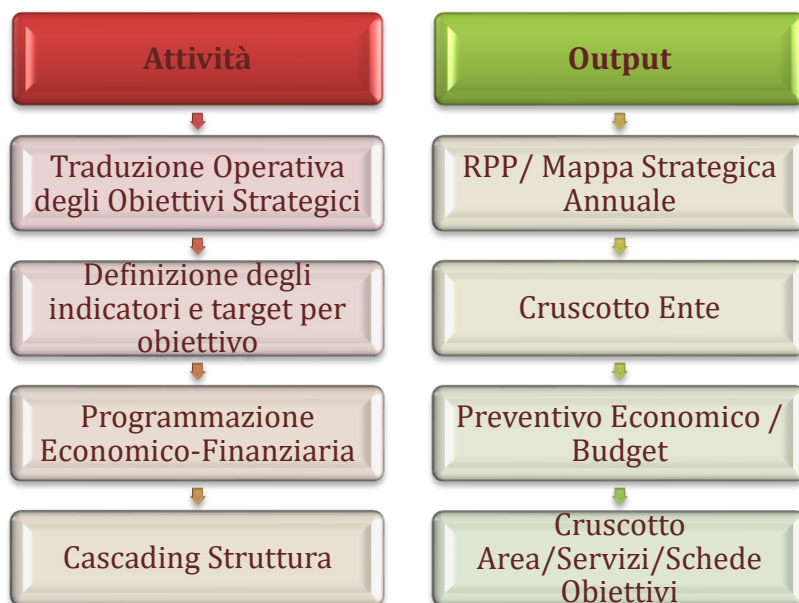 Attività
Traduzione Operativa
degli Obiettivi Strategici
Definizione degli
indicatori e target per
obiettivo
Programmazione
Economico-Finanziaria
Cascading Struttura
Output
RPP/ Mappa Strategica
Annuale
Cruscotto Ente
Preventivo Economico /
Budget
Cruscotto
Area/Servizi/Schede
Obiettivi